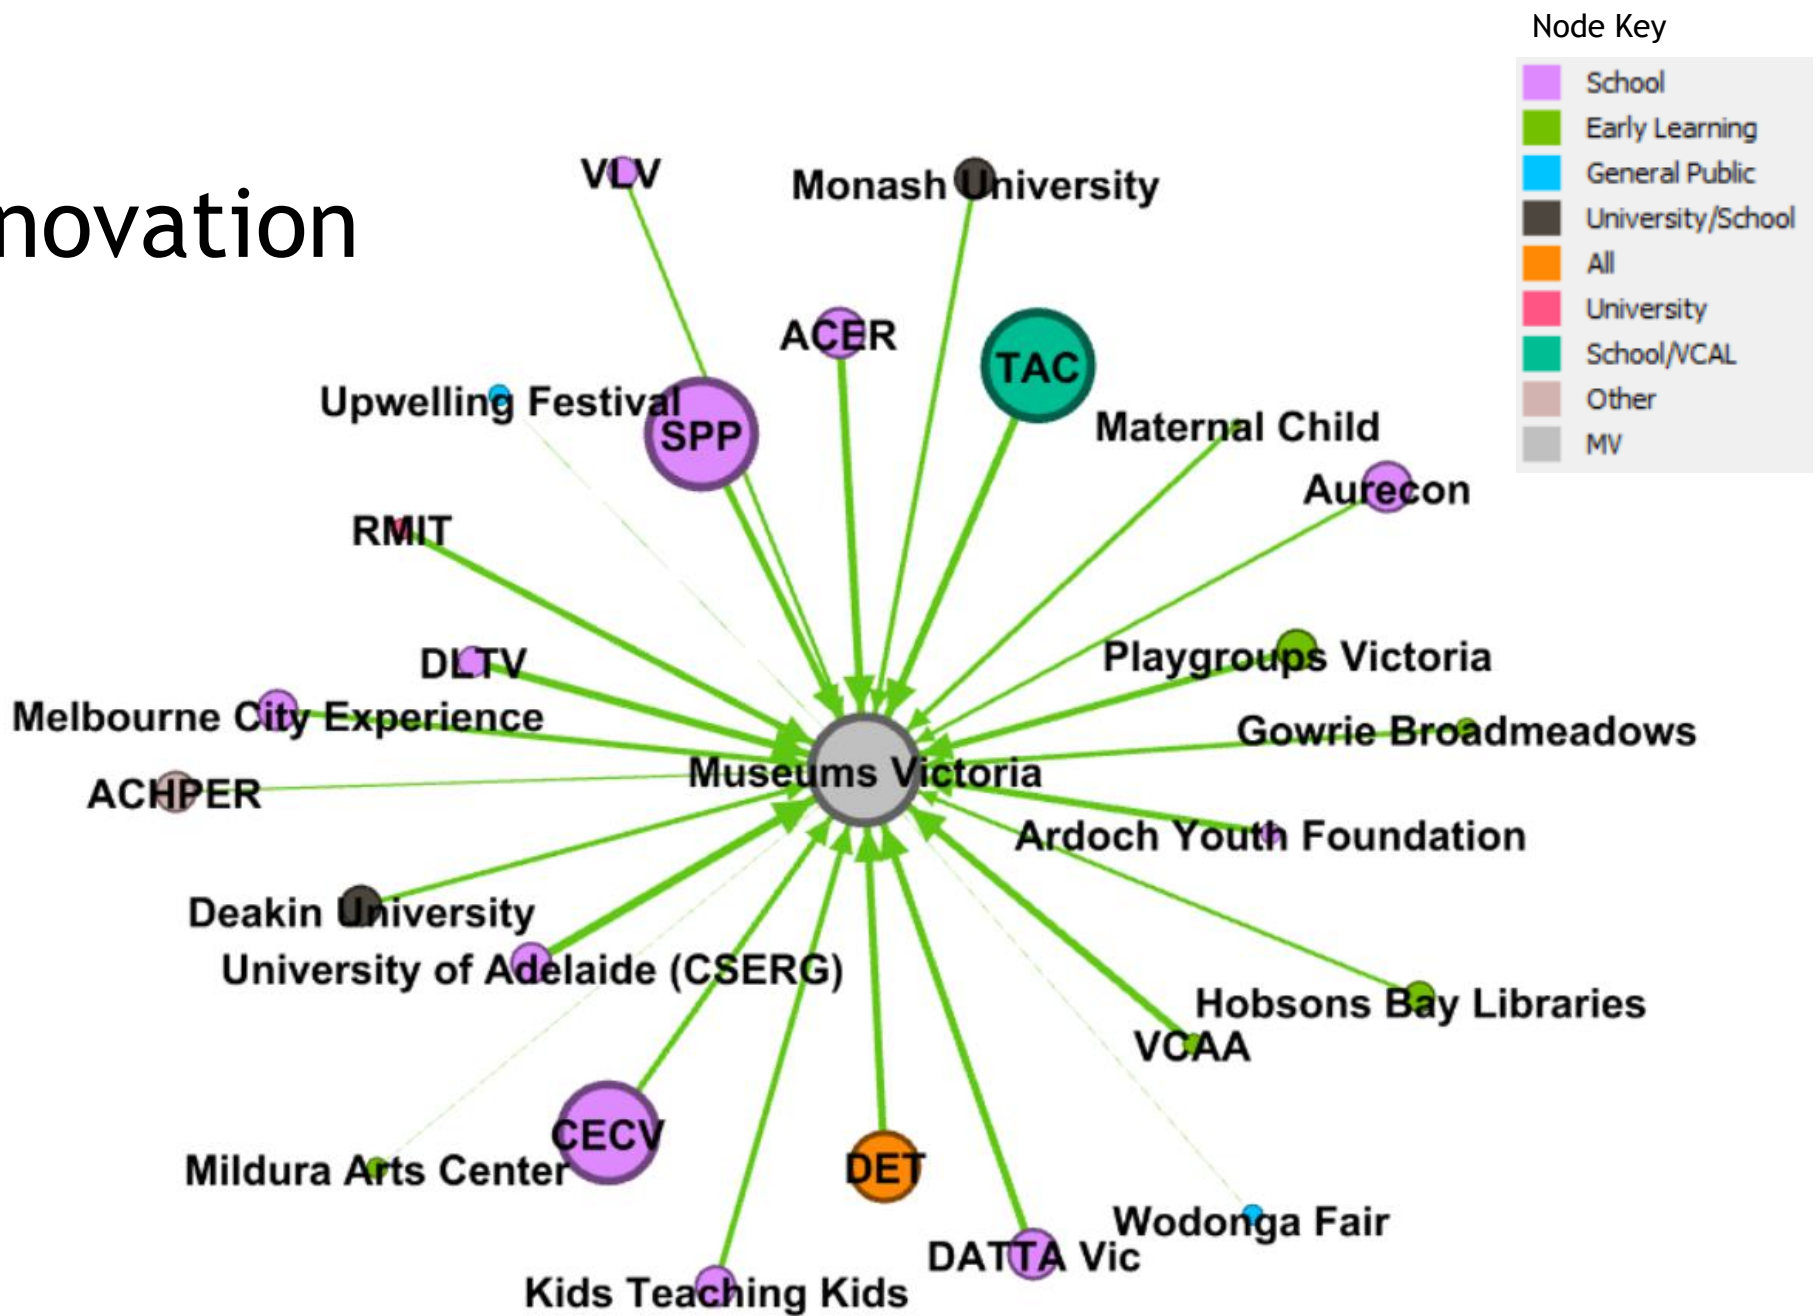 Node Key
School
Early Learning
General Public
University/School
All
University
School/VCAL
Other
MV
novation
VLV
Monash University
ACER
TAC
Upwelling Festival
SPP
Maternal Child
Aurecon
RMIT
DLTV
Playgroups Victoria
Melbourne City Experience
Gowrie Broadmeadows
Museums Victoria
ACHPER
Ardoch Youth Foundation
Deakin University
University of Adelaide (CSERG)
Hobsons Bay Libraries
VCAA
CECV
Mildura Arts Center
DET
Wodonga Fair
DATTA Vic
Kids Teaching Kids